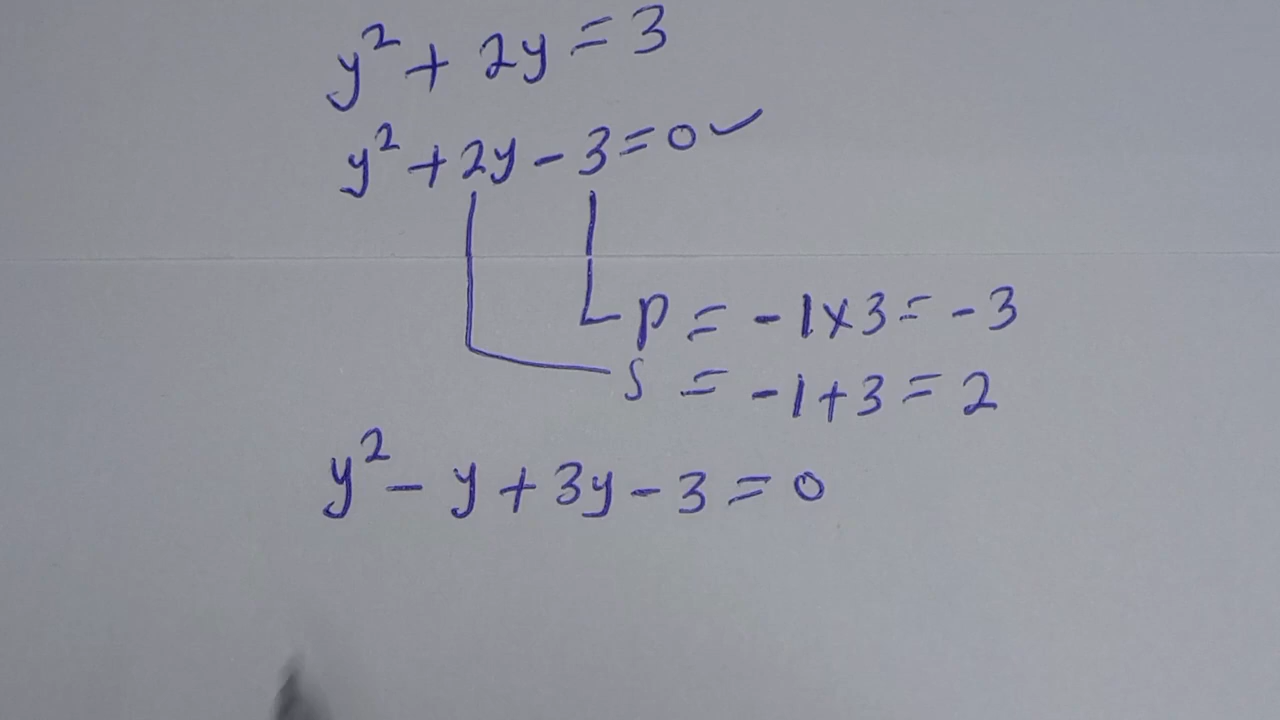 y² + 2y = 3
y² + 2y - 3 = 0 ✓
P = -1 × 3 = -3
S = -1 + 3 = 2
y² - y + 3y - 3 = 0